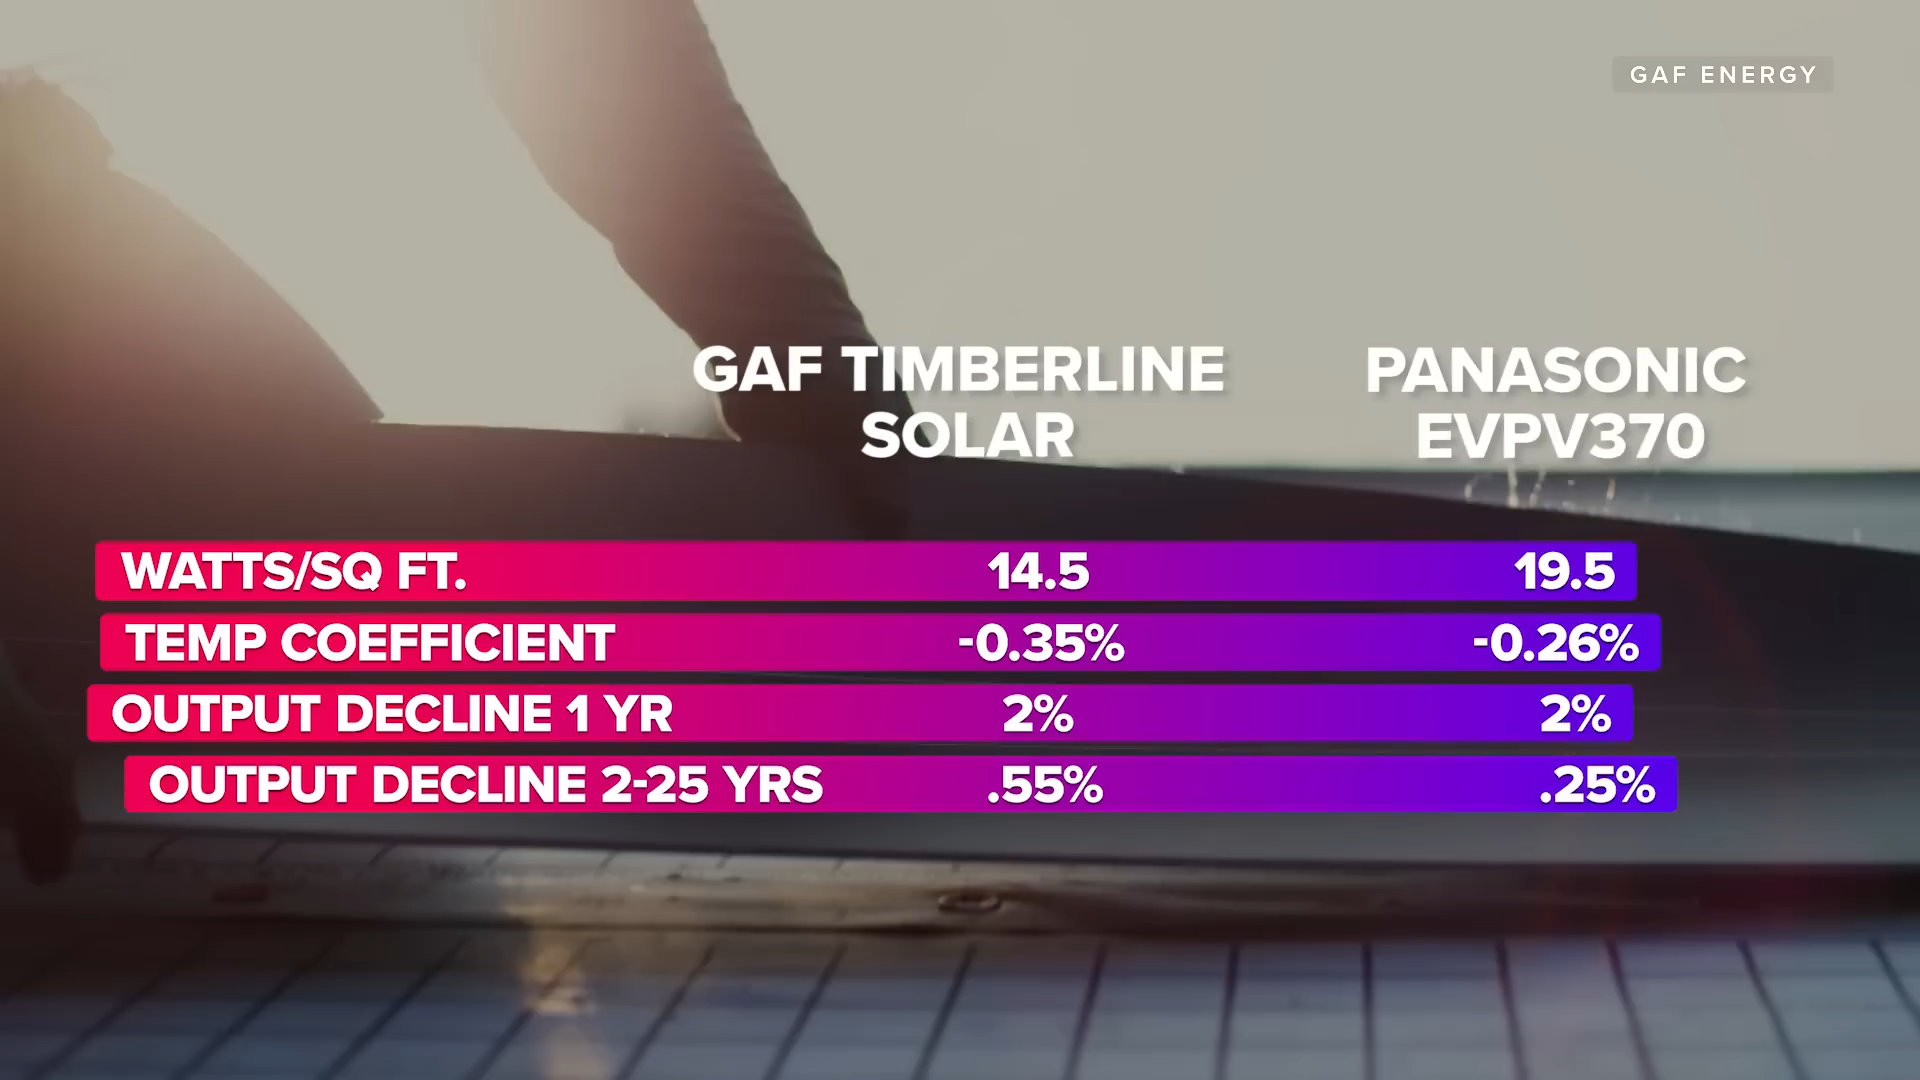 GAF ENERGY
GAF TIMBERLINE
SOLAR
PANASONIC
EVPV370
WATTS/SQ FT. 14.5 19.5
TEMP COEFFICIENT -0.35% -0.26%
OUTPUT DECLINE 1 YR 2% 2%
OUTPUT DECLINE 2-25 YRS .55% .25%